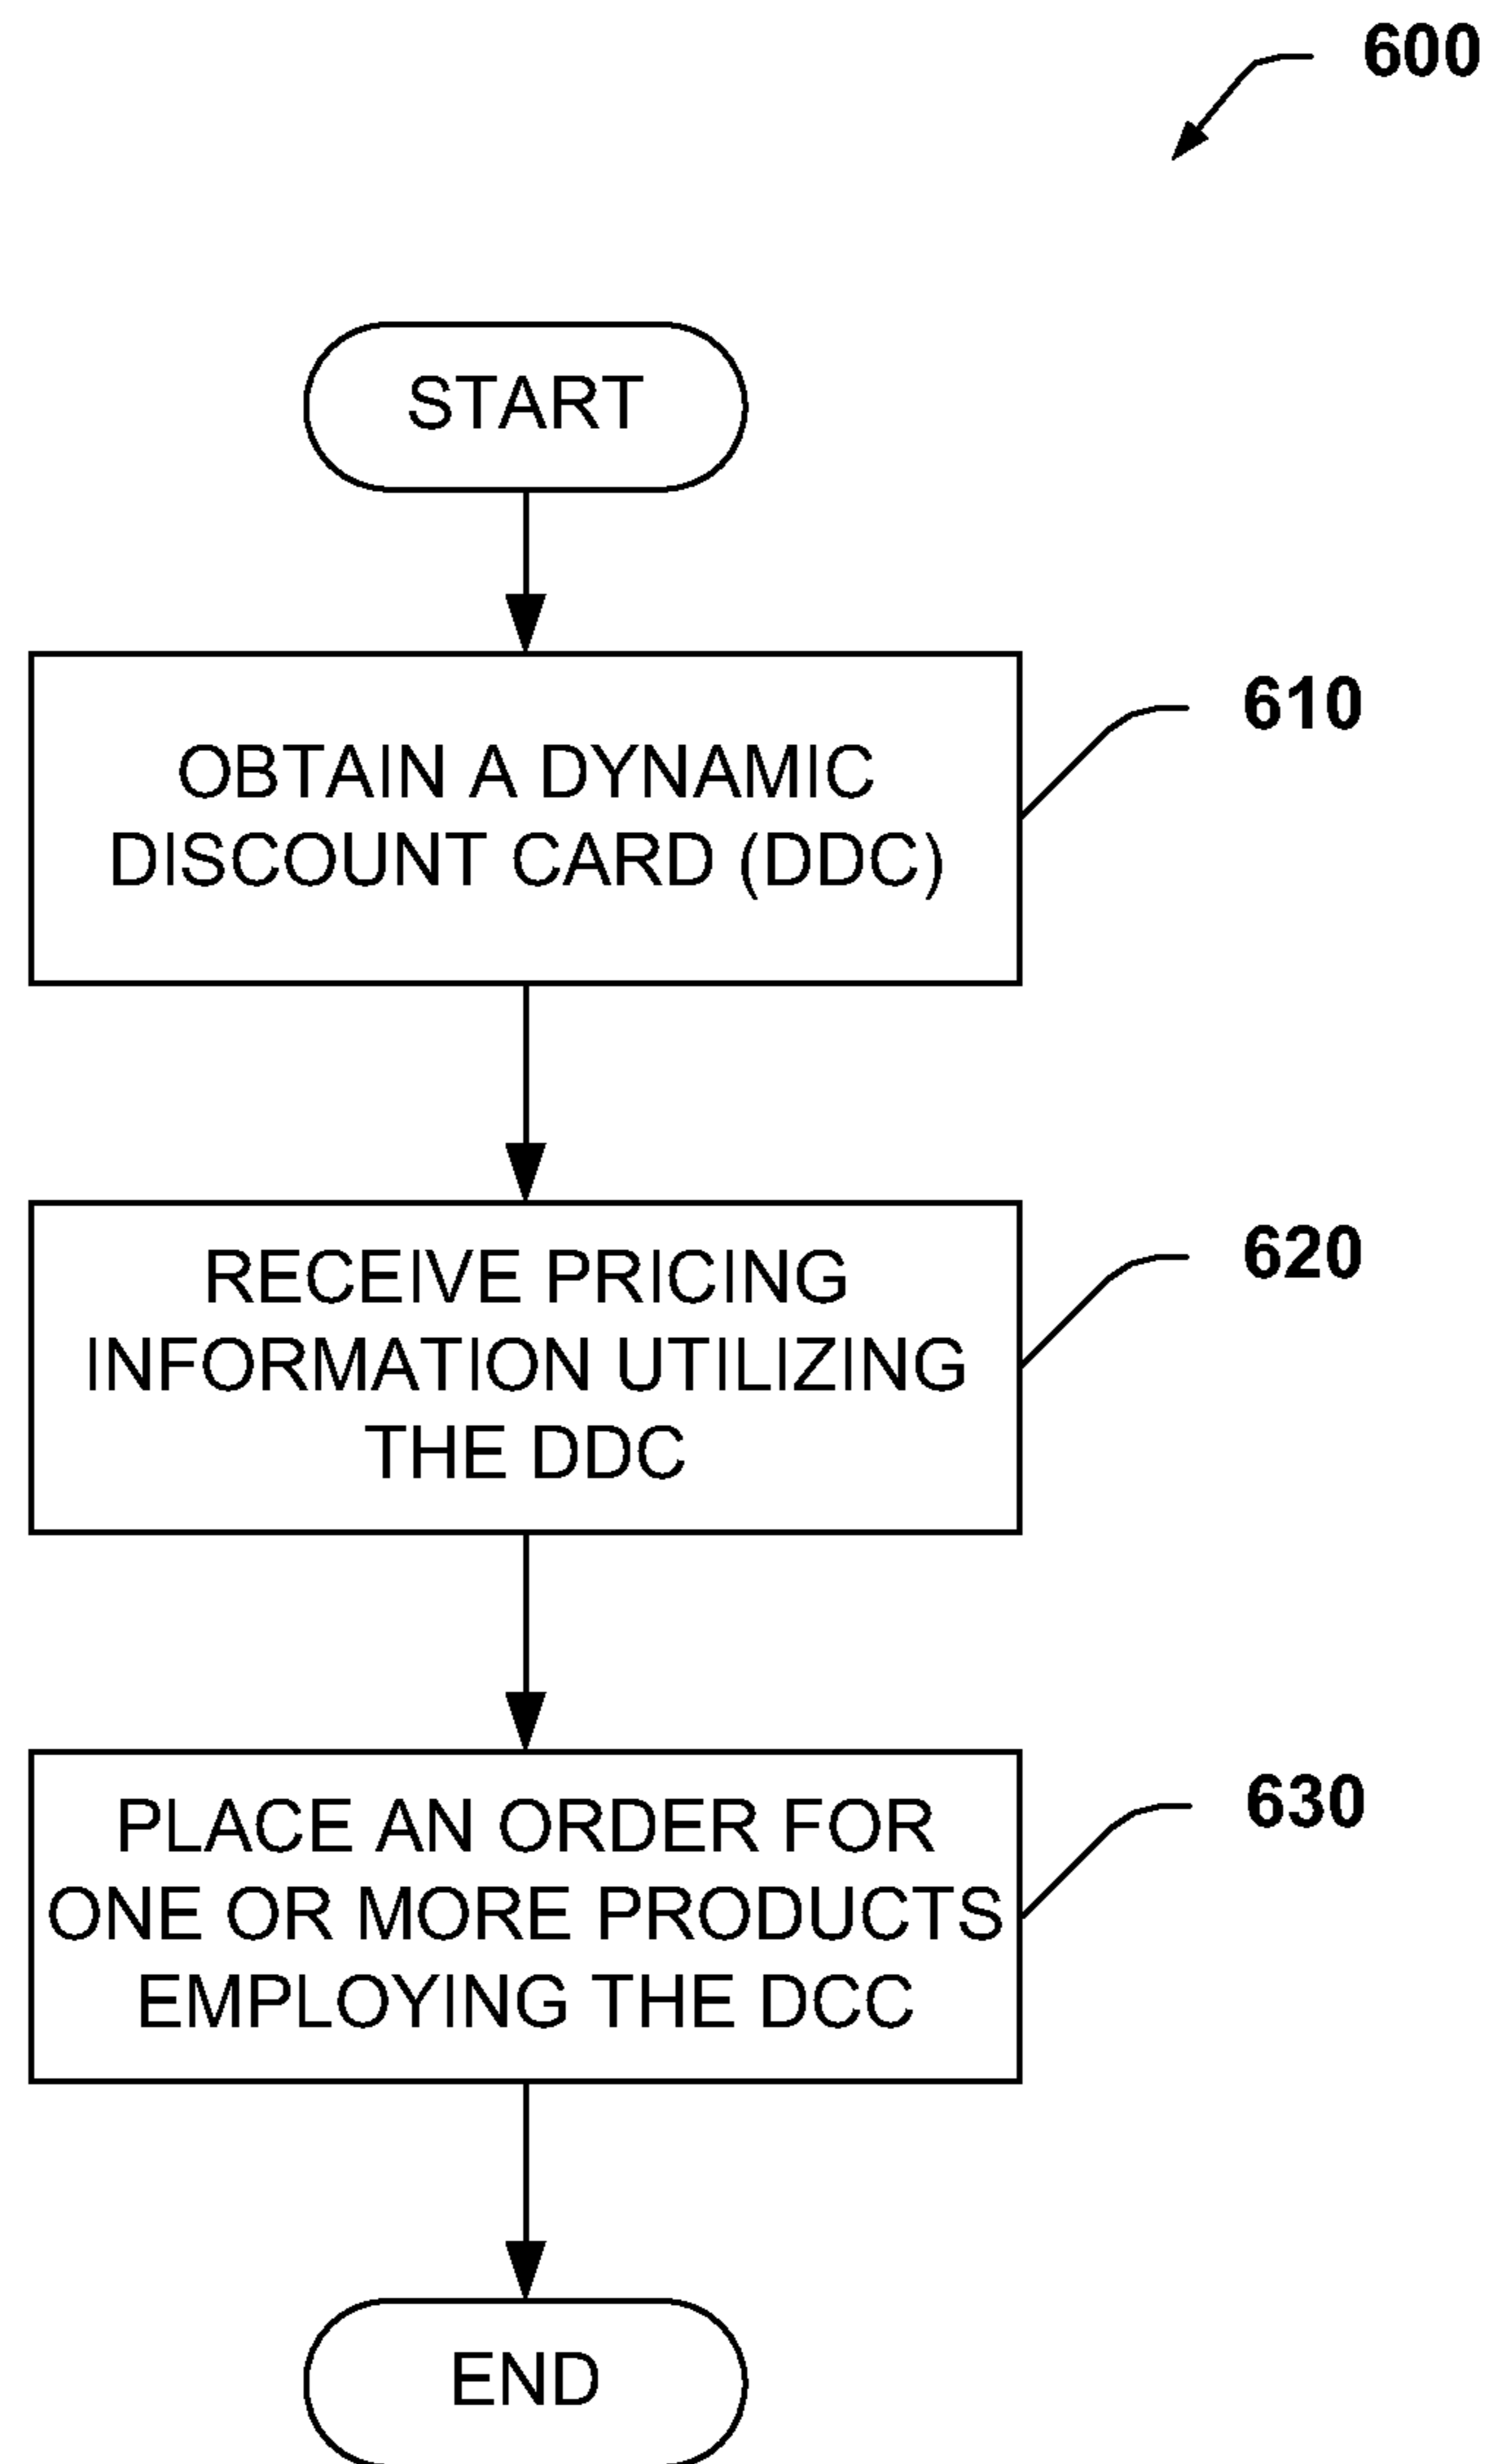 600
START
OBTAIN A DYNAMIC
DISCOUNT CARD (DDC)
610
RECEIVE PRICING
INFORMATION UTILIZING
THE DDC
620
PLACE AN ORDER FOR
ONE OR MORE PRODUCTS
EMPLOYING THE DCC
630
END